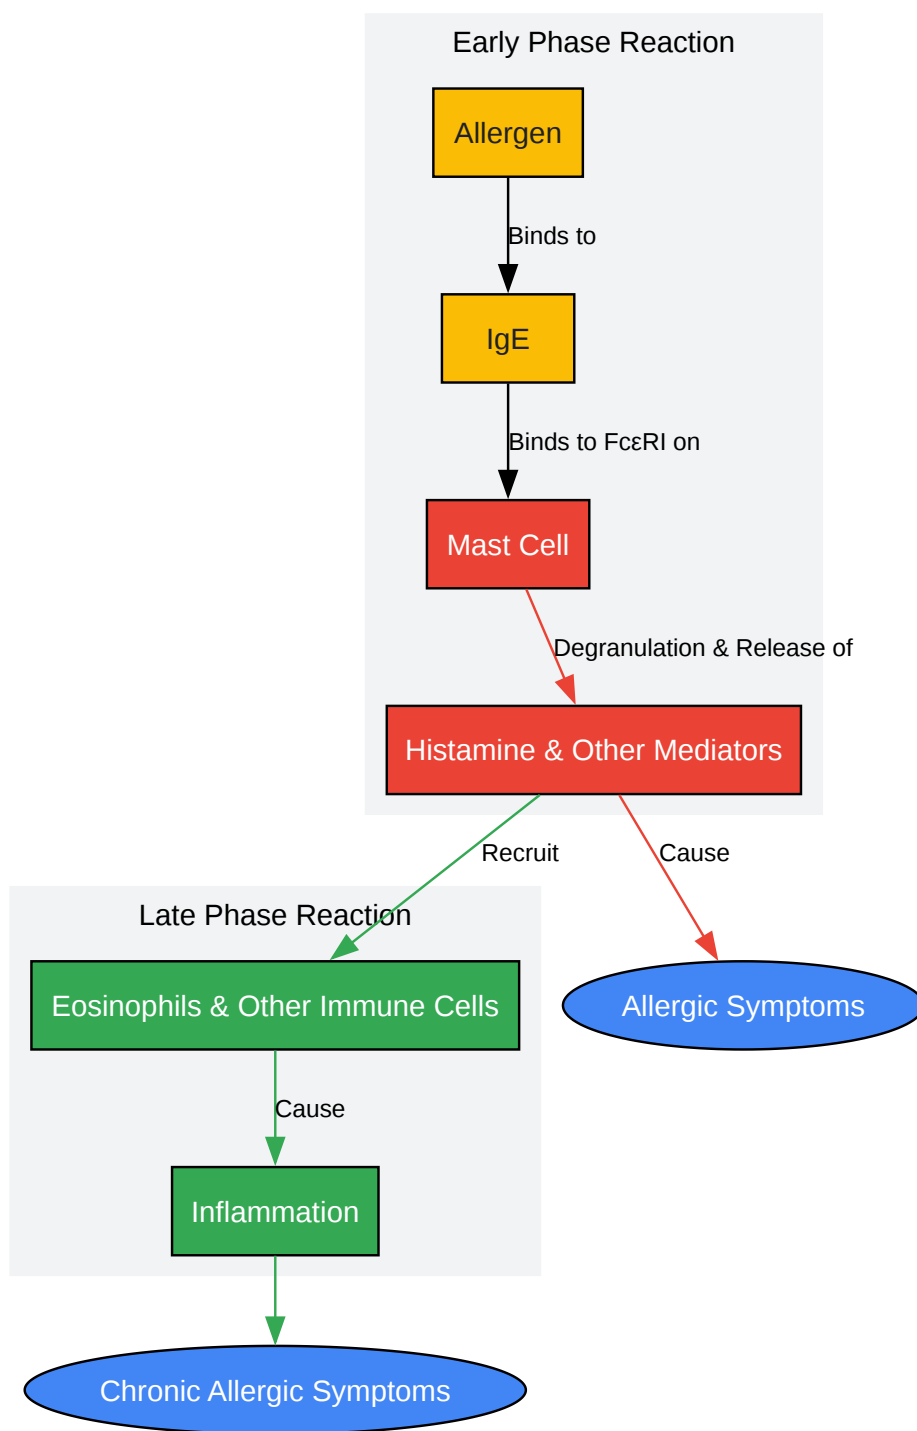 Early Phase Reaction
Allergen
Binds to
IgE
Binds to FcεRI on
Mast Cell
Degranulation & Release of
Histamine & Other Mediators
Recruit
Cause
Late Phase Reaction
Eosinophils & Other Immune Cells
Allergic Symptoms
Cause
Inflammation
Chronic Allergic Symptoms